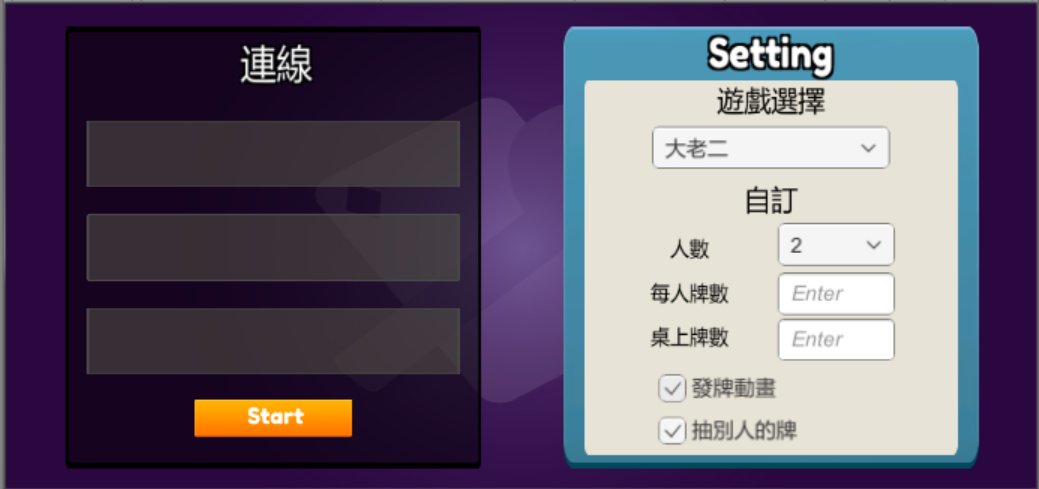 連線
Start
Setting
遊戲選擇
大老二
自訂
人數 2
每人牌數 Enter
桌上牌數 Enter
發牌動畫
抽別人的牌